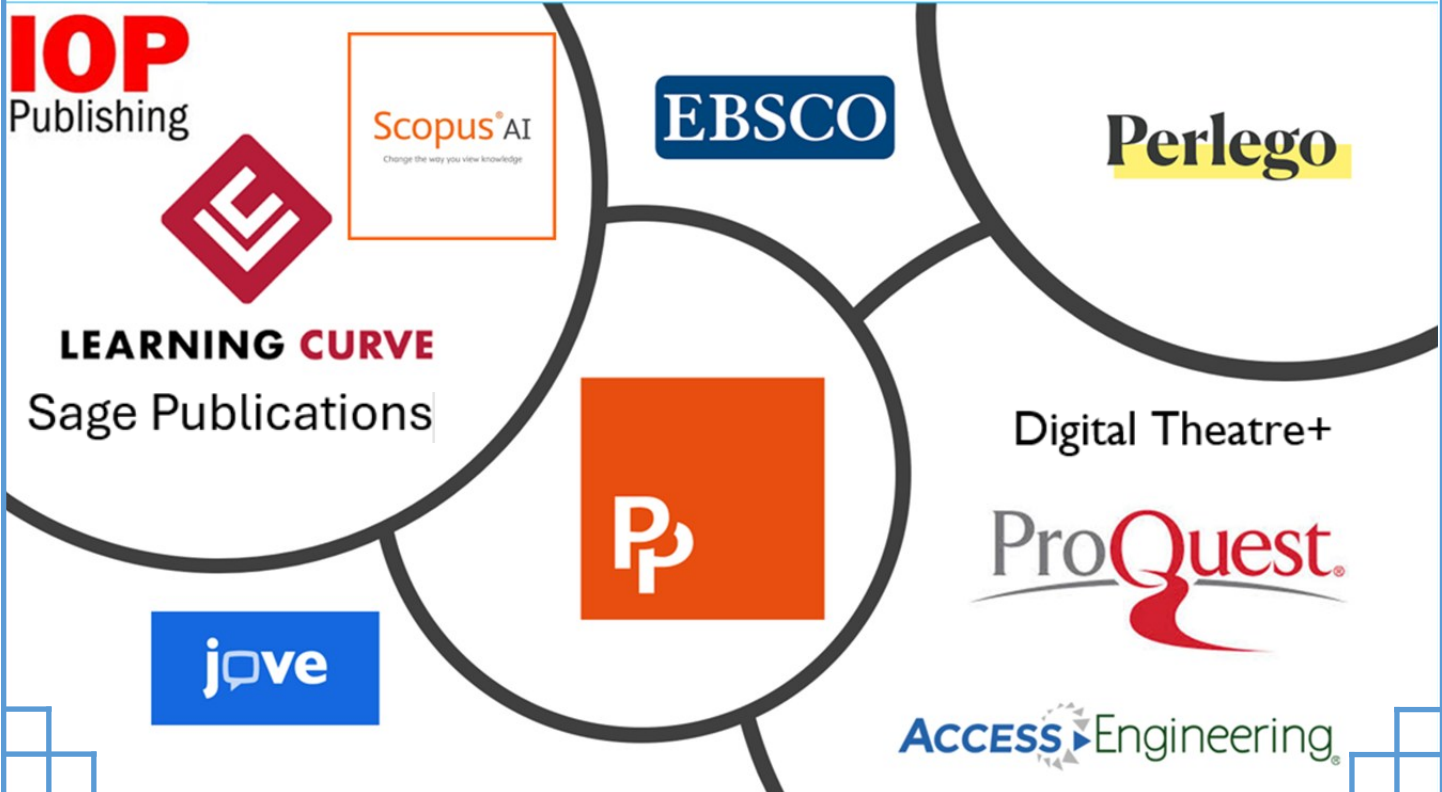 IOP
Publishing
Scopus® AI
Change the way you view knowledge
LEARNING CURVE
Sage Publications
EBSCO
Perlego
Pp
Digital Theatre+
ProQuest®
jove
ACCESS Engineering®